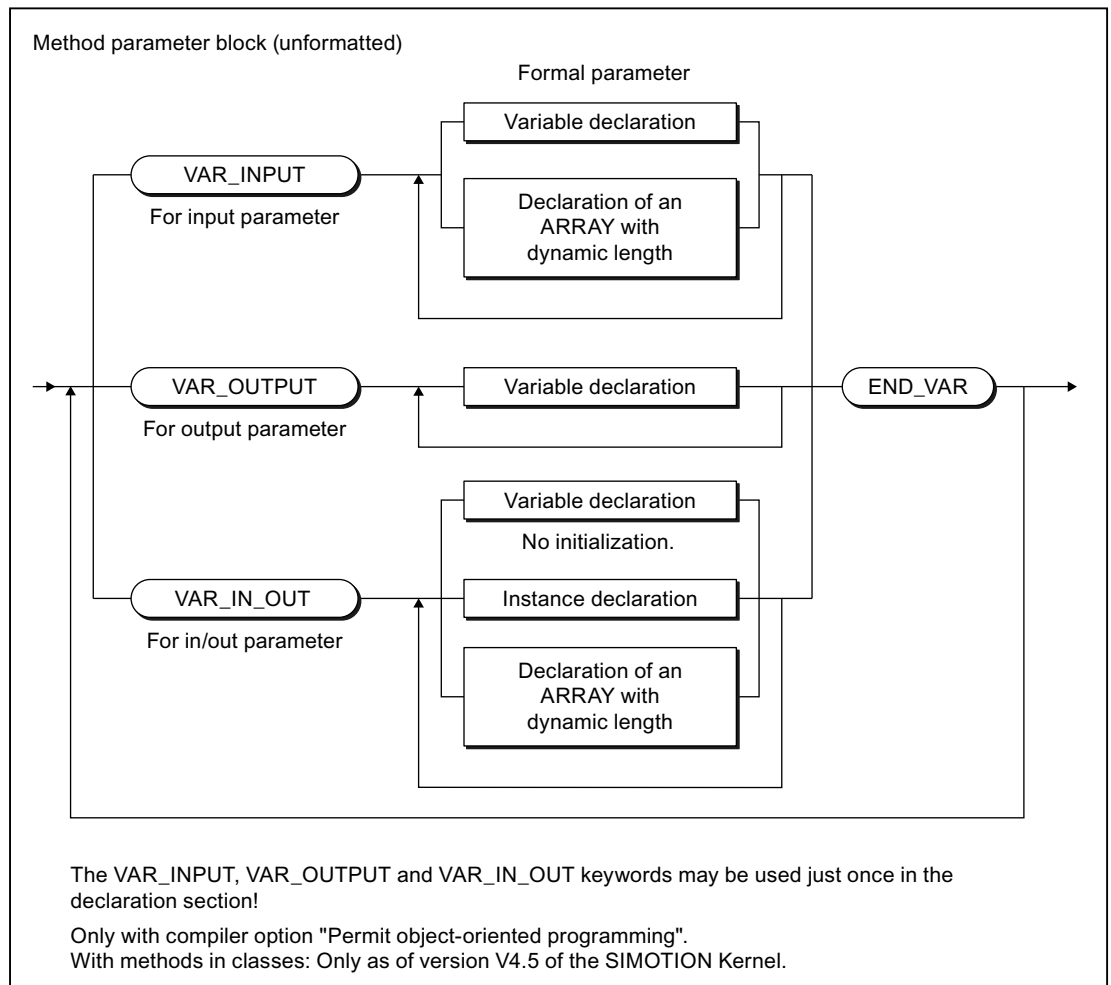 Method parameter block (unformatted)
Formal parameter
Variable declaration
VAR_INPUT
For input parameter
Declaration of an
ARRAY with
dynamic length
VAR_OUTPUT
For output parameter
Variable declaration
END_VAR
Variable declaration
No initialization.
VAR_IN_OUT
For in/out parameter
Instance declaration
Declaration of an
ARRAY with
dynamic length
The VAR_INPUT, VAR_OUTPUT and VAR_IN_OUT keywords may be used just once in the
declaration section!
Only with compiler option "Permit object-oriented programming".
With methods in classes: Only as of version V4.5 of the SIMOTION Kernel.